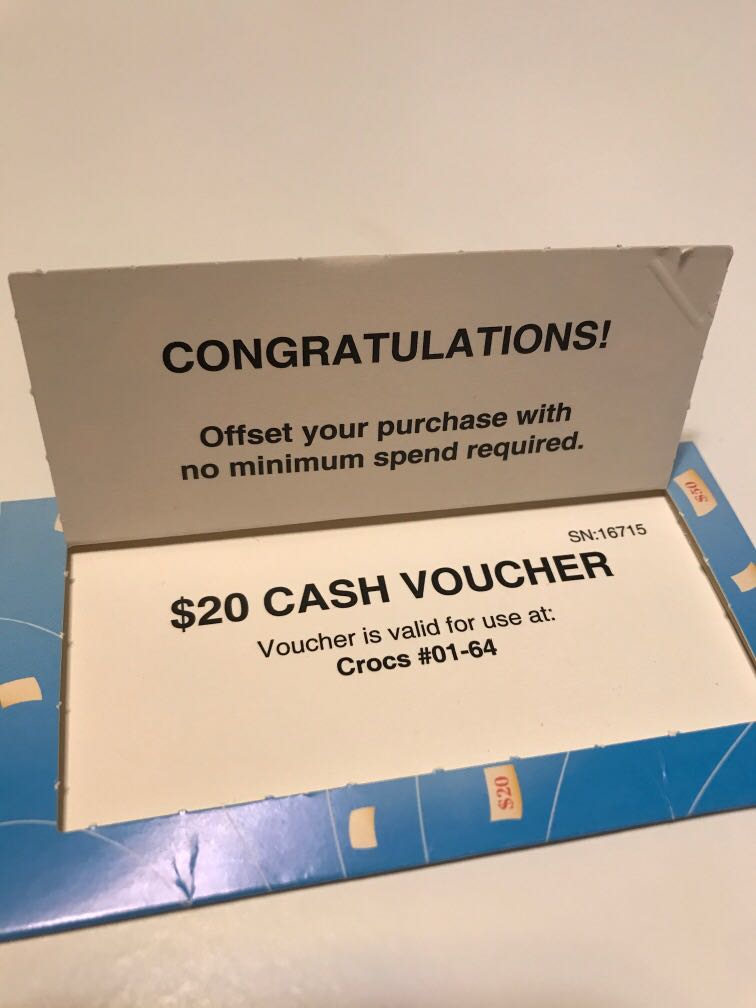 CONGRATULATIONS!
Offset your purchase with
no minimum spend required.
$50
SN:16715
$20 CASH VOUCHER
Voucher is valid for use at:
Crocs #01-64
$20